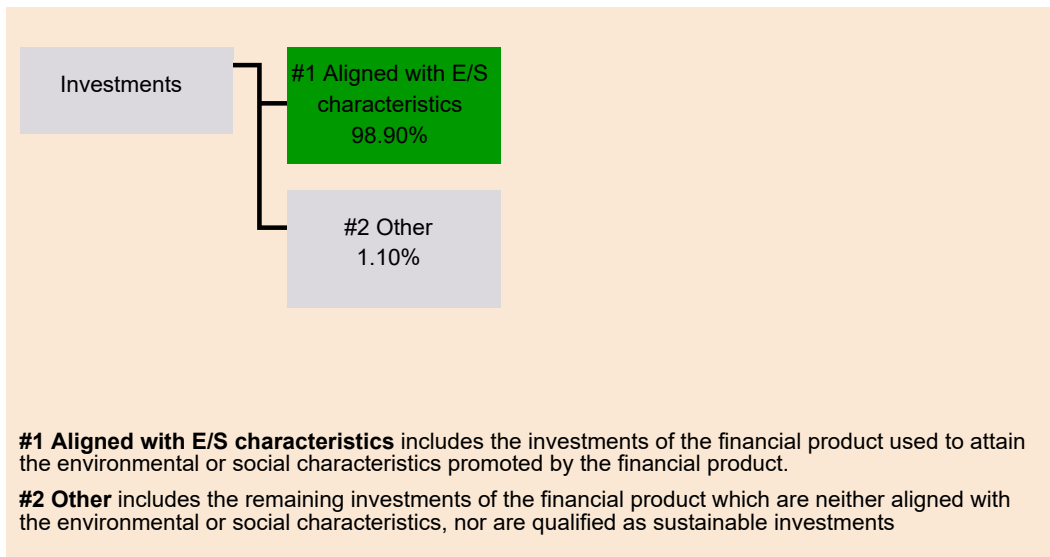 Investments
#1 Aligned with E/S
characteristics
98.90%
#2 Other
1.10%
#1 Aligned with E/S characteristics includes the investments of the financial product used to attain
the environmental or social characteristics promoted by the financial product.
#2 Other includes the remaining investments of the financial product which are neither aligned with
the environmental or social characteristics, nor are qualified as sustainable investments